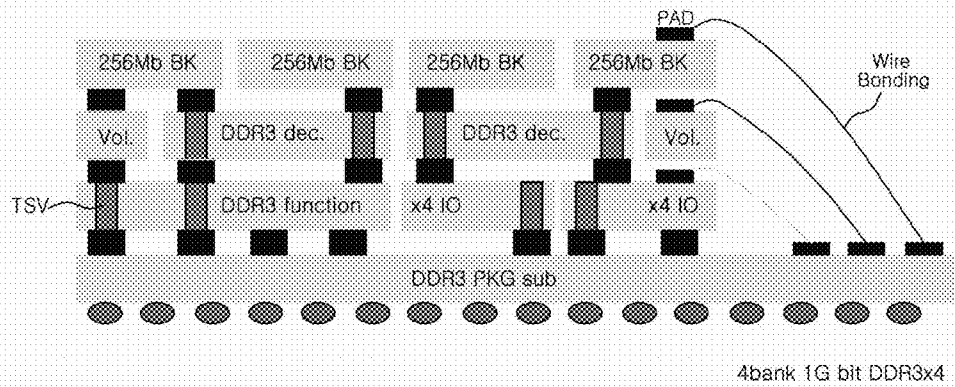 PAD
256Mb BK 256Mb BK 256Mb BK 256Mb BK
Wire
Bonding
Vol. DDR3 dec. DDR3 dec. Vol.
TSV DDR3 function x4 IO x4 IO
DDR3 PKG sub
4bank 1G bit DDR3x4